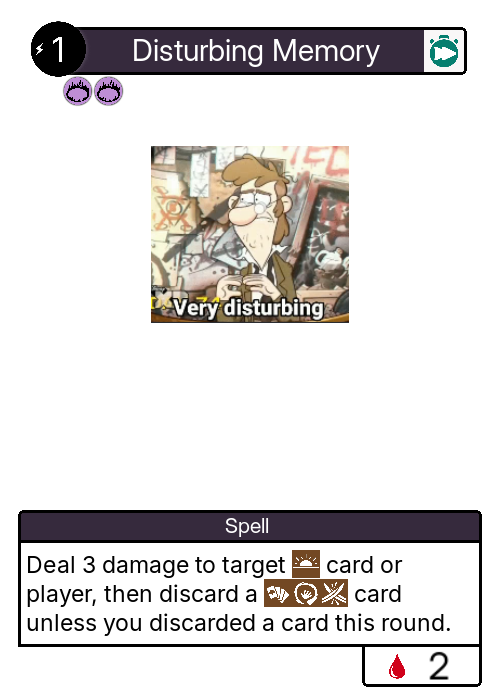 1
Disturbing Memory
TEC
Very disturbing
Spell
Deal 3 damage to target card or
player, then discard a card
unless you discarded a card this round.
2